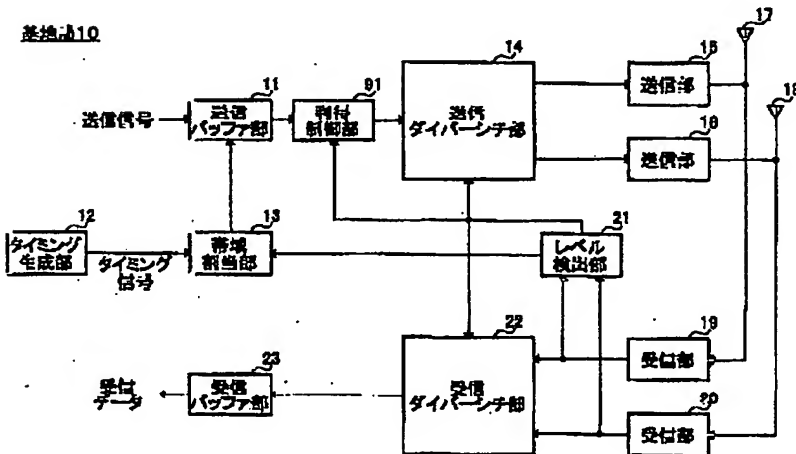 基地局10
17
14
15
送信部
18
11
91
送信信号
送信
バッファ部
利得
制御部
送信
ダイバーシチ部
16
送信部
12
タイミング
生成部
タイミング
信号
13
帯域
割当部
21
レベル
検出部
22
19
受信部
23
受信
データ
受信
バッファ部
受信
ダイバーシチ部
20
受信部